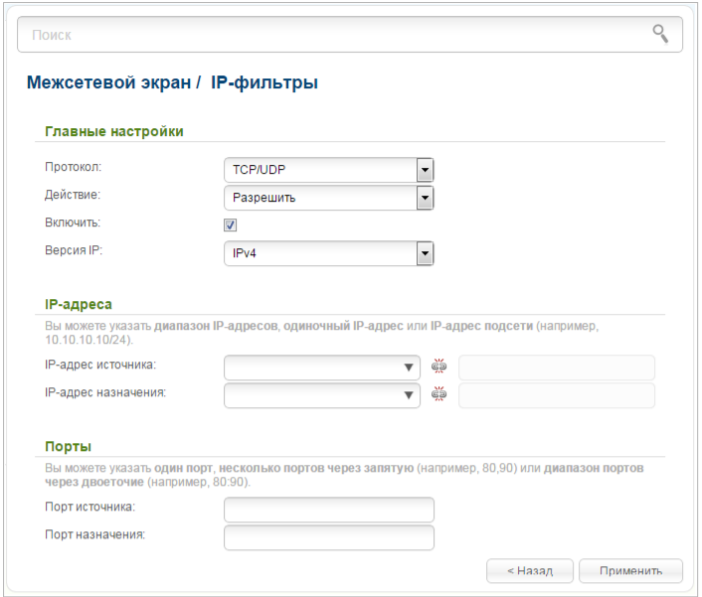 Поиск
Межсетевой экран / IP-фильтры
Главные настройки
Протокол: TCP/UDP
Действие: Разрешить
Включить:
Версия IP: IPv4
IP-адреса
Вы можете указать диапазон IP-адресов, одиночный IP-адрес или IP-адрес подсети (например,
10.10.10.10/24).
IP-адрес источника:
IP-адрес назначения:
Порты
Вы можете указать один порт, несколько портов через запятую (например, 80,90) или диапазон портов
через двоеточие (например, 80:90).
Порт источника:
Порт назначения:
< Назад Применить